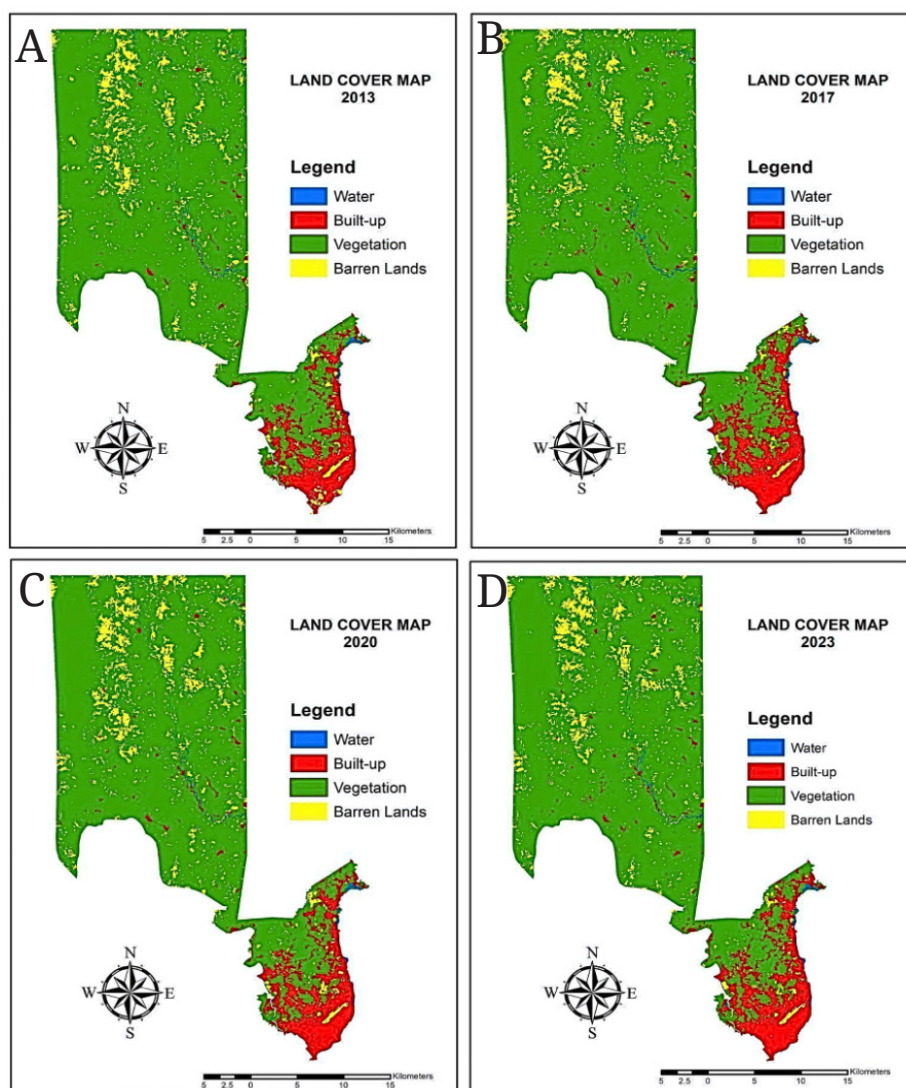 A
LAND COVER MAP
2013
Legend
Water
Built-up
Vegetation
Barren Lands
N
W E
S
5 2.5 0 5 10 15 Kilometers
B
LAND COVER MAP
2017
Legend
Water
Built-up
Vegetation
Barren Lands
N
W E
S
5 2.5 0 5 10 15 Kilometers
C
LAND COVER MAP
2020
Legend
Water
Built-up
Vegetation
Barren Lands
N
W E
S
5 2.5 0 5 10 15 Kilometers
D
LAND COVER MAP
2023
Legend
Water
Built-up
Vegetation
Barren Lands
N
W E
S
5 2.5 0 5 10 15 Kilometers